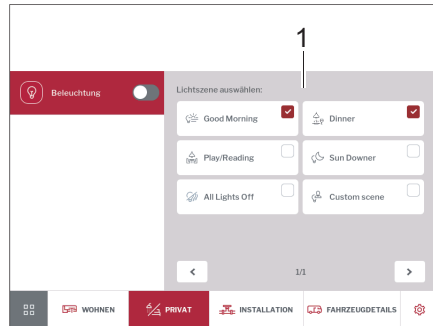 1
Beleuchtung
Lichtszene auswählen:
Good Morning
Dinner
Play/Reading
Sun Downer
All Lights Off
Custom scene
1/1
WOHNEN
PRIVAT
INSTALLATION
FAHRZEUGDETAILS